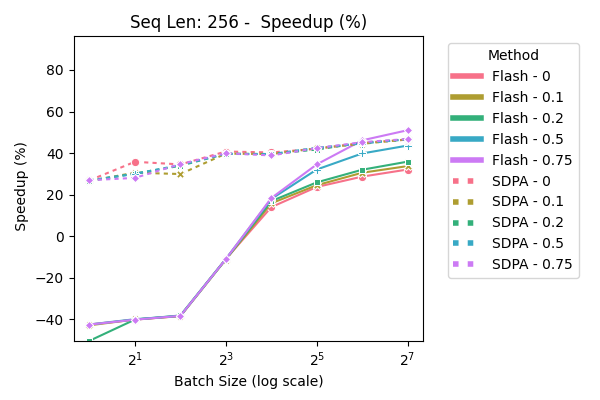 Seq Len: 256 -  Speedup (%)
Speedup (%)
80
60
40
20
0
−20
−40
2¹
2³
2⁵
2⁷
Batch Size (log scale)
Method
Flash - 0
Flash - 0.1
Flash - 0.2
Flash - 0.5
Flash - 0.75
SDPA - 0
SDPA - 0.1
SDPA - 0.2
SDPA - 0.5
SDPA - 0.75